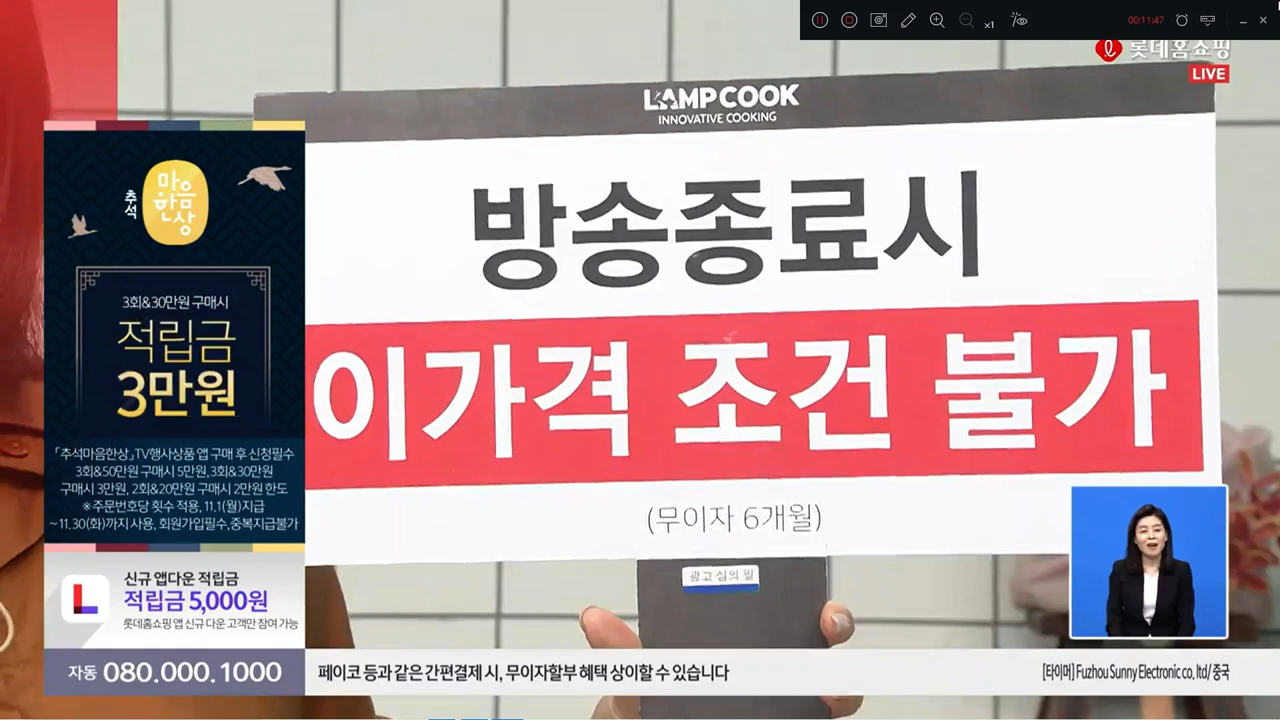 x1
00:11:47
롯데홈쇼핑
LIVE
LAMPCOOK
INNOVATIVE COOKING
방송종료시
이가격 조건 불가
(무이자 6개월)
광고 심의 필
추석
마음
한
상
3회&30만원 구매시
적립금
3만원
「추석마음한상」TV행사상품 앱 구매 후 신청필수
3회&50만원 구매시 5만원, 3회&30만원
구매시 3만원, 2회&20만원 구매시 2만원 한도
※주문번호당 횟수 적용, 11.1(월)지급
~11.30(화)까지 사용, 회원가입필수,중복지급불가
신규 앱다운 적립금
적립금 5,000원
롯데홈쇼핑 앱 신규 다운 고객만 참여 가능
자동 080.000.1000
페이코 등과 같은 간편결제 시, 무이자할부 혜택 상이할 수 있습니다
[타이머] Fuzhou Sunny Electronic co. ltd/ 중국